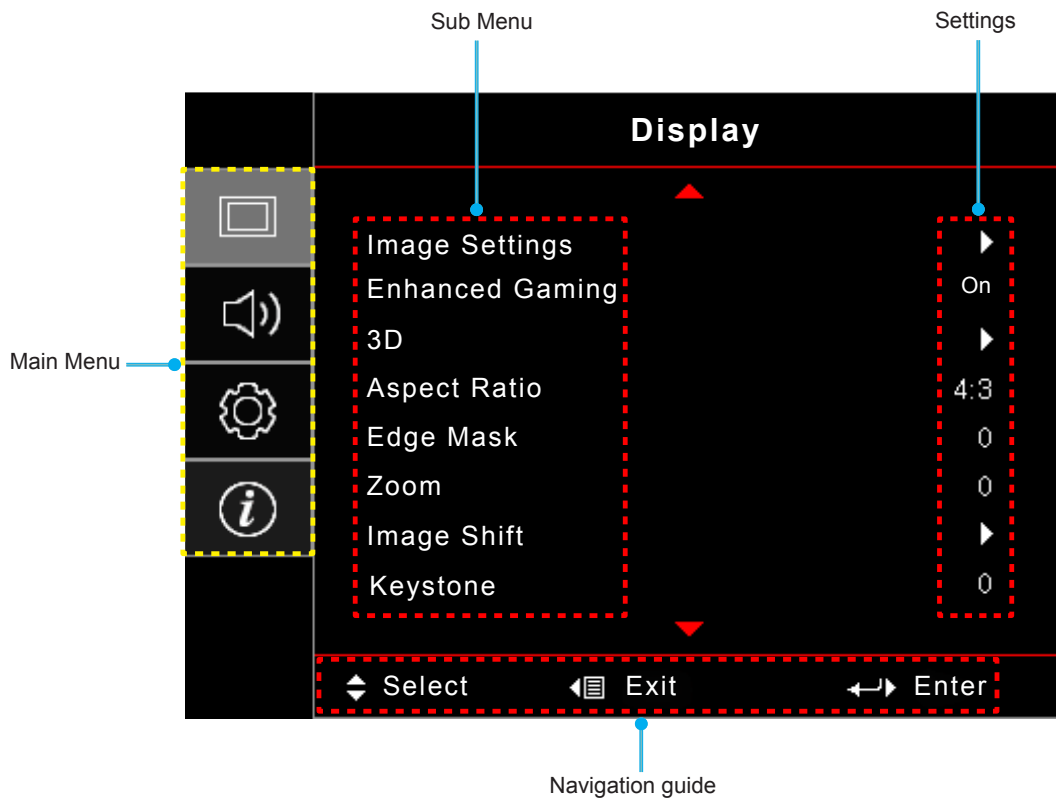 Sub Menu
Settings
Display
Image Settings
Enhanced Gaming
On
3D
Aspect Ratio
4:3
Edge Mask
0
Zoom
0
Image Shift
Keystone
0
Main Menu
Select Exit Enter
Navigation guide